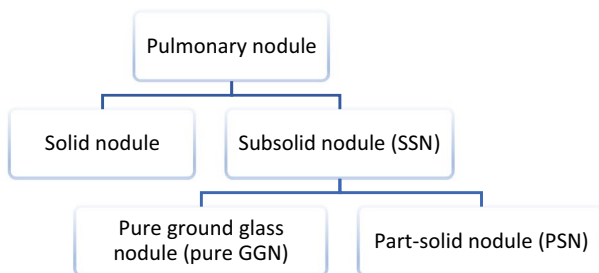 Pulmonary nodule
Solid nodule
Subsolid nodule (SSN)
Pure ground glass
nodule (pure GGN)
Part-solid nodule (PSN)